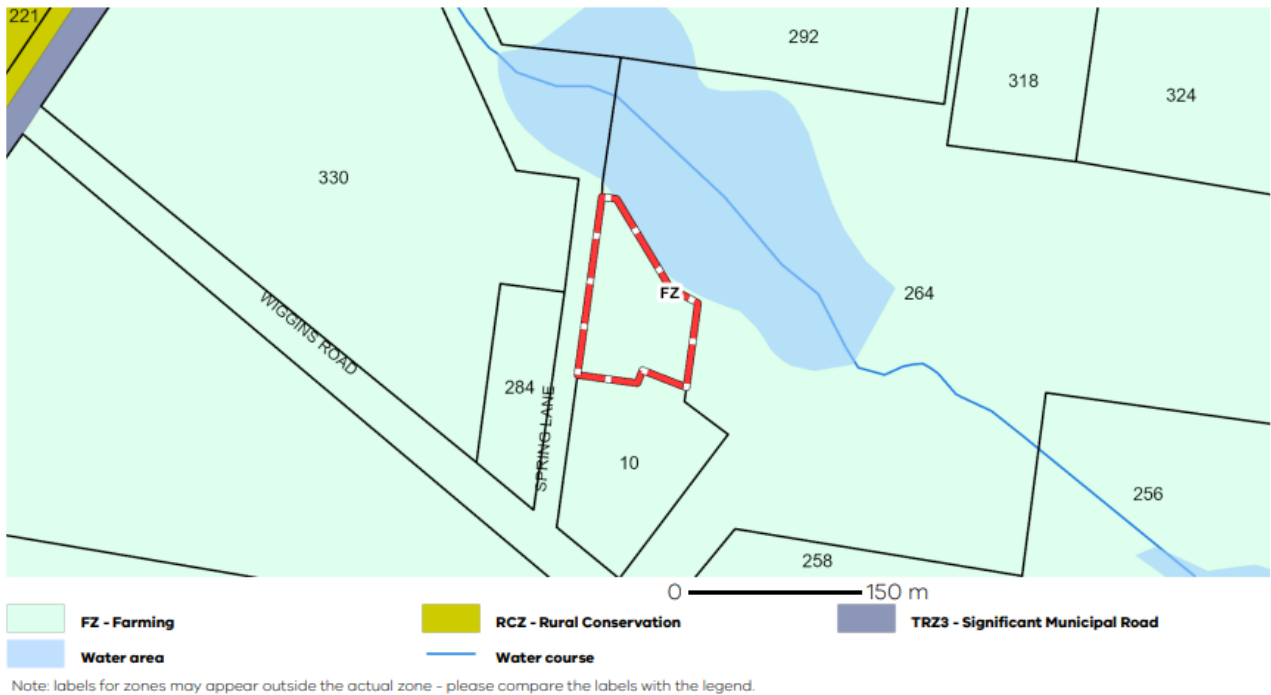 221
292
318
324
330
WIGGINS ROAD
FZ
264
284
SPRING LANE
10
256
258
0 150 m
FZ - Farming
RCZ - Rural Conservation
TRZ3 - Significant Municipal Road
Water area
Water course
Note: labels for zones may appear outside the actual zone - please compare the labels with the legend.